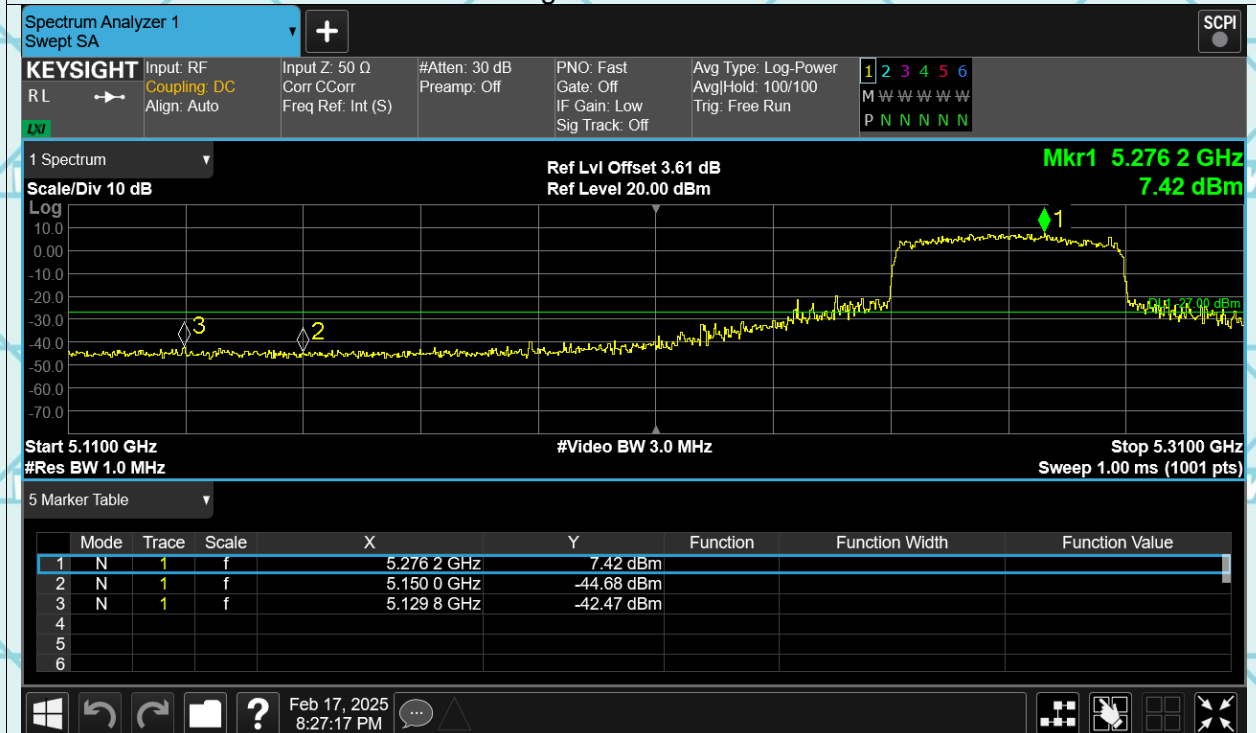 Spectrum Analyzer 1
Swept SA
+
SCPI
KEYSIGHT
R L
LXI
Input: RF
Coupling: DC
Align: Auto
Input Z: 50 Ω
Corr CCorr
Freq Ref: Int (S)
#Atten: 30 dB
Preamp: Off
PNO: Fast
Gate: Off
IF Gain: Low
Sig Track: Off
Avg Type: Log-Power
Avg|Hold: 100/100
Trig: Free Run
1 2 3 4 5 6
M W W W W W W
P N N N N N N
1 Spectrum
Scale/Div 10 dB
Ref Lvl Offset 3.61 dB
Ref Level 20.00 dBm
Mkr1 5.276 2 GHz
7.42 dBm
Log
10.0
0.00
-10.0
-20.0
-30.0
-40.0
-50.0
-60.0
-70.0
1
3
2
DL1 -27.00 dBm
Start 5.1100 GHz
#Video BW 3.0 MHz
Stop 5.3100 GHz
#Res BW 1.0 MHz
Sweep 1.00 ms (1001 pts)
5 Marker Table
Mode Trace Scale X Y Function Function Width Function Value
1 N 1 f 5.276 2 GHz 7.42 dBm
2 N 1 f 5.150 0 GHz -44.68 dBm
3 N 1 f 5.129 8 GHz -42.47 dBm
4
5
6
?
Feb 17, 2025
8:27:17 PM